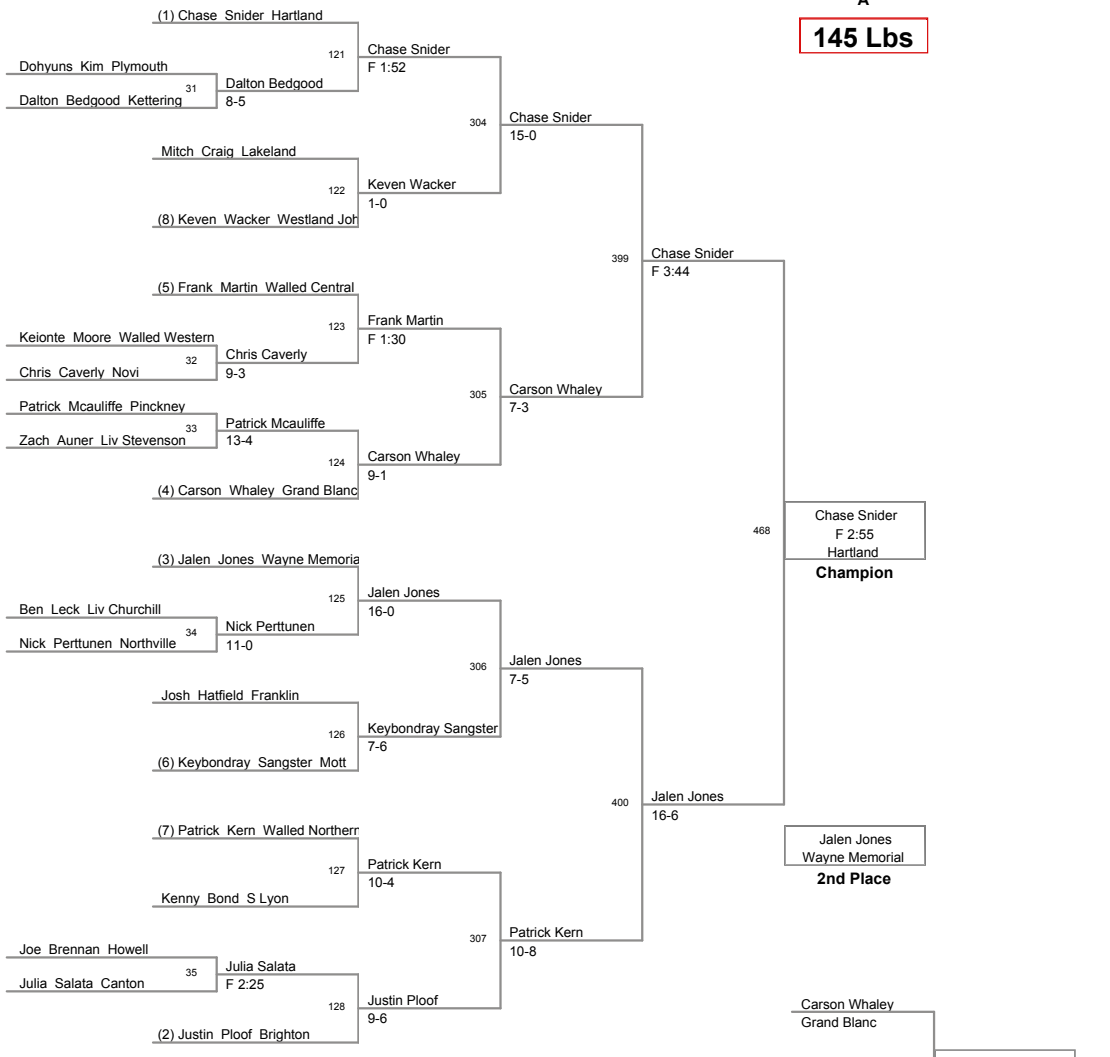 A
145 Lbs
(1) Chase Snider Hartland
121
Chase Snider
F 1:52
Dohyuns Kim Plymouth
31
Dalton Bedgood
8-5
Dalton Bedgood Kettering
304
Chase Snider
15-0
Mitch Craig Lakeland
122
Keven Wacker
1-0
(8) Keven Wacker Westland Joh
399
Chase Snider
F 3:44
(5) Frank Martin Walled Central
123
Frank Martin
F 1:30
Keionte Moore Walled Western
32
Chris Caverly
9-3
Chris Caverly Novi
305
Carson Whaley
7-3
Patrick Mcauliffe Pinckney
33
Patrick Mcauliffe
13-4
Zach Auner Liv Stevenson
124
Carson Whaley
9-1
(4) Carson Whaley Grand Blanc
468
Chase Snider
F 2:55
Hartland
Champion
(3) Jalen Jones Wayne Memoria
125
Jalen Jones
16-0
Ben Leck Liv Churchill
34
Nick Perttunen
11-0
Nick Perttunen Northville
306
Jalen Jones
7-5
Josh Hatfield Franklin
126
Keybondray Sangster
7-6
(6) Keybondray Sangster Mott
400
Jalen Jones
16-6
(7) Patrick Kern Walled Northern
127
Patrick Kern
10-4
Kenny Bond S Lyon
Jalen Jones
Wayne Memorial
2nd Place
307
Patrick Kern
10-8
Joe Brennan Howell
35
Julia Salata
F 2:25
Julia Salata Canton
128
Justin Ploof
9-6
(2) Justin Ploof Brighton
Carson Whaley
Grand Blanc